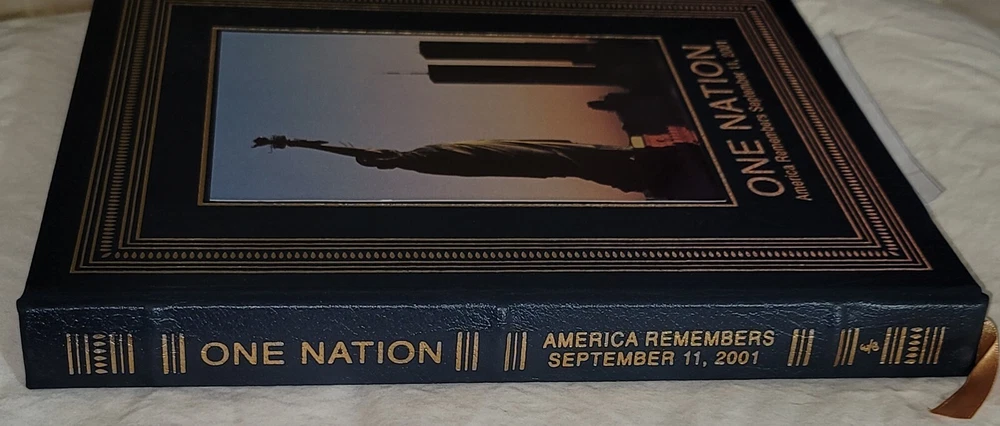 ONE NATION
America Remembers September 11, 2001
ONE NATION
AMERICA REMEMBERS
SEPTEMBER 11, 2001